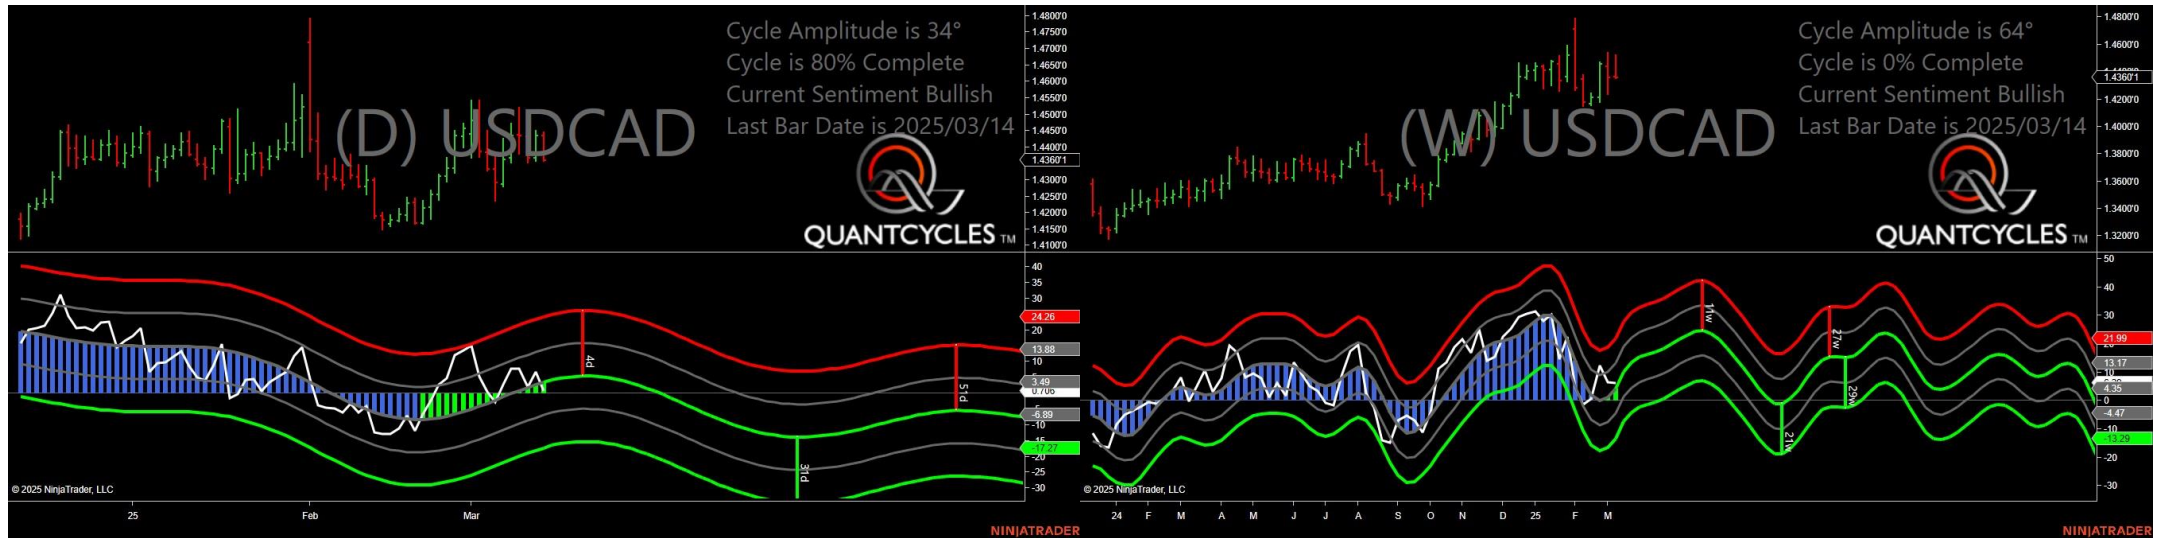 Cycle Amplitude is 34°
Cycle is 80% Complete
Current Sentiment Bullish
Last Bar Date is 2025/03/14
(D) USDCAD
QUANTCYCLES TM
1.4800'0
1.4750'0
1.4700'0
1.4650'0
1.4600'0
1.4550'0
1.4500'0
1.4450'0
1.4400'0
1.4360'1
1.4300'0
1.4250'0
1.4200'0
1.4150'0
1.4100'0
40
35
30
24.26
20
13.88
10
3.49
0.706
-6.89
-10
-17.27
-20
-25
-30
4d
31d
51d
© 2025 NinjaTrader, LLC
25
Feb
Mar
NINJATRADER
Cycle Amplitude is 64°
Cycle is 0% Complete
Current Sentiment Bullish
Last Bar Date is 2025/03/14
(W) USDCAD
QUANTCYCLES TM
1.4800'0
1.4600'0
1.4360'1
1.4200'0
1.4000'0
1.3800'0
1.3600'0
1.3400'0
1.3200'0
50
40
30
21.99
13.17
10
4.35
0
-4.47
-10
-13.29
-20
-30
11w
27w
21w
29w
© 2025 NinjaTrader, LLC
24
F
M
A
M
J
J
A
S
O
N
D
25
F
M
NINJATRADER